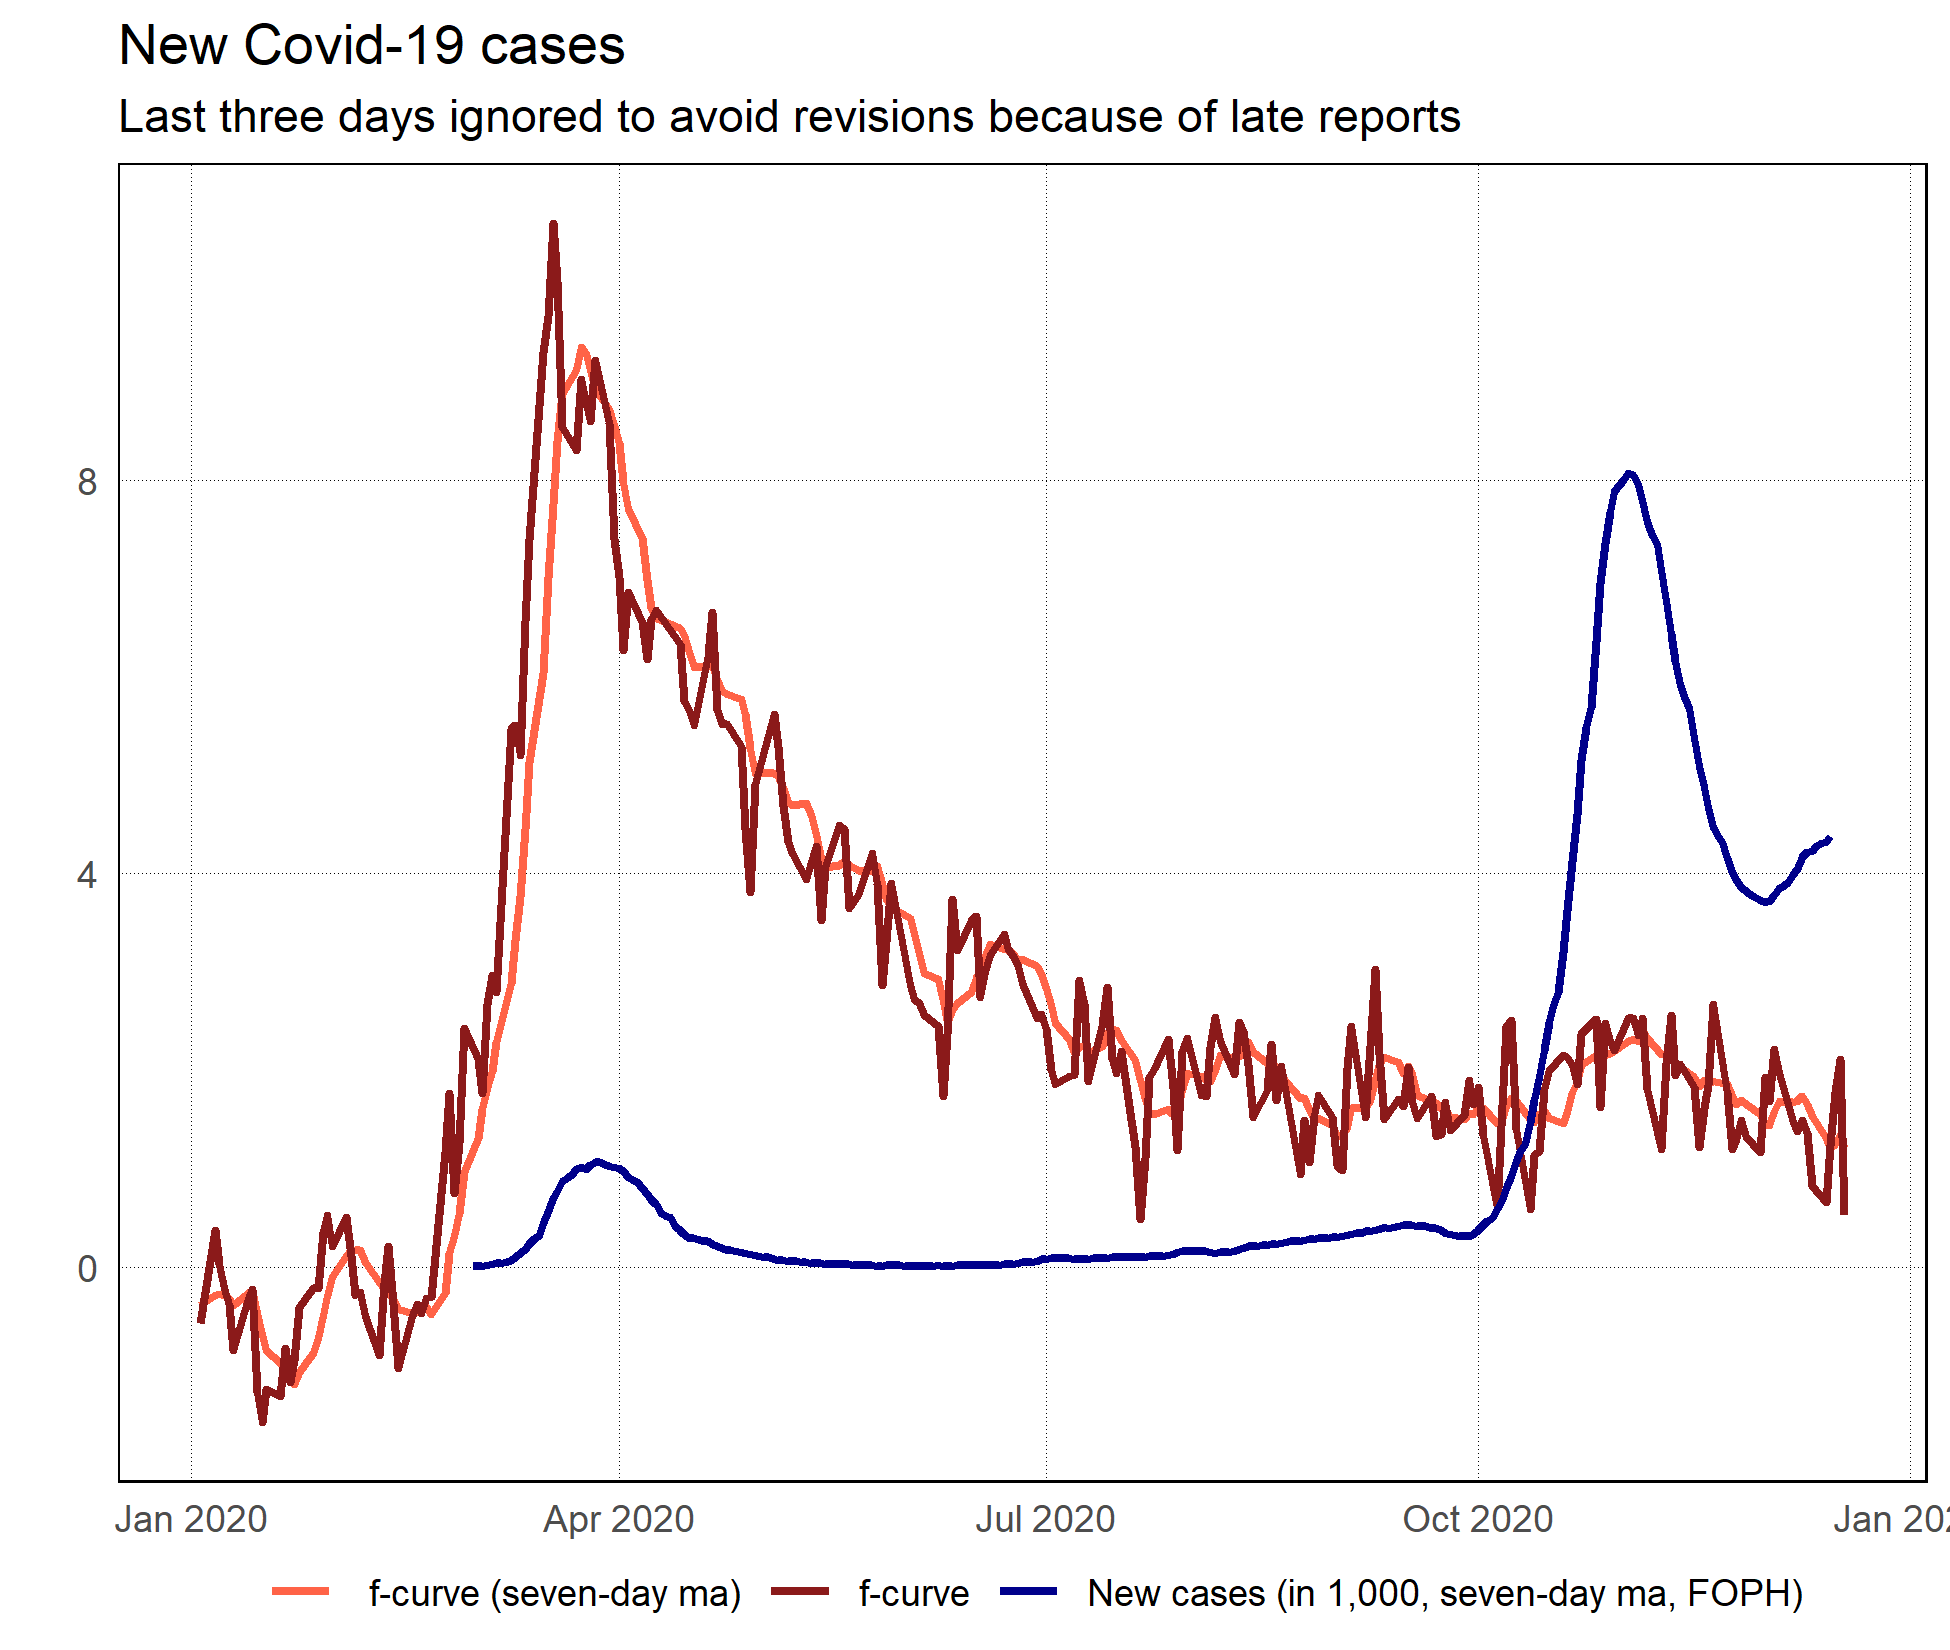 New Covid-19 cases
Last three days ignored to avoid revisions because of late reports
8
4
0
Jan 2020 Apr 2020 Jul 2020 Oct 2020 Jan 202
f-curve (seven-day ma) f-curve New cases (in 1,000, seven-day ma, FOPH)